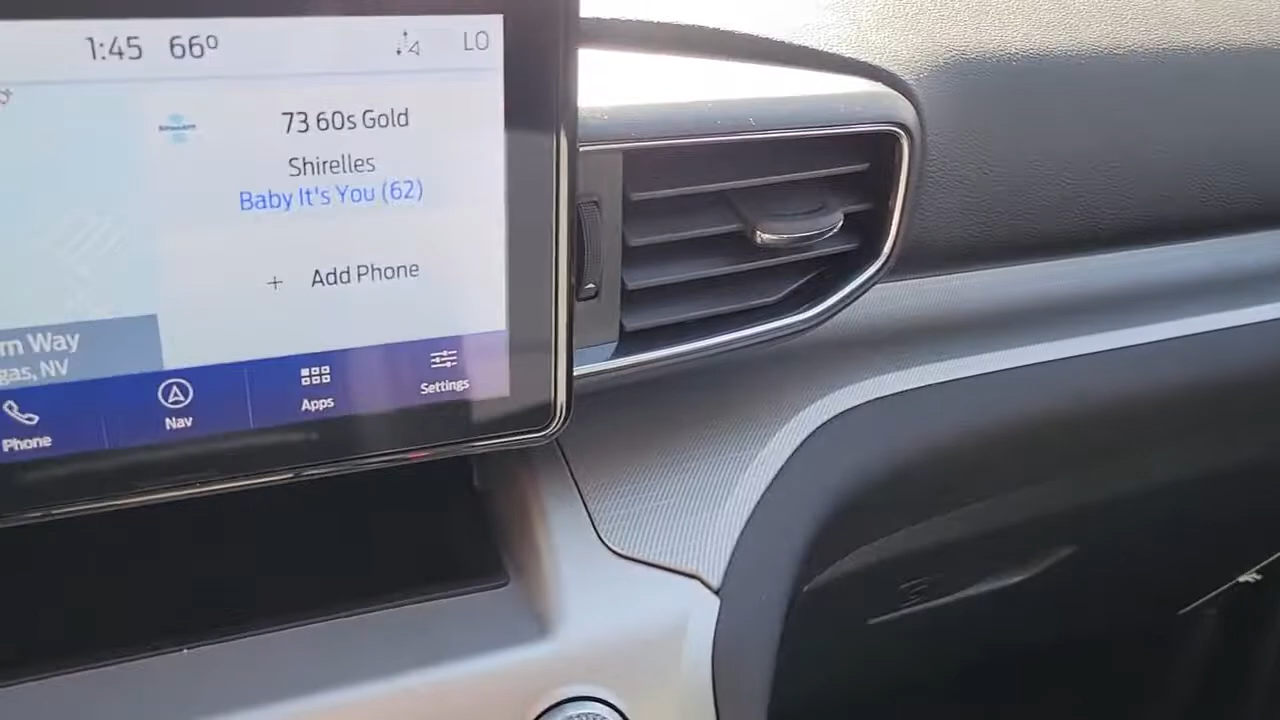 1:45 66° LO
73 60s Gold
Shirelles
Baby It's You (62)
+ Add Phone
rn Way
gas, NV
Phone
Nav
Apps
Settings